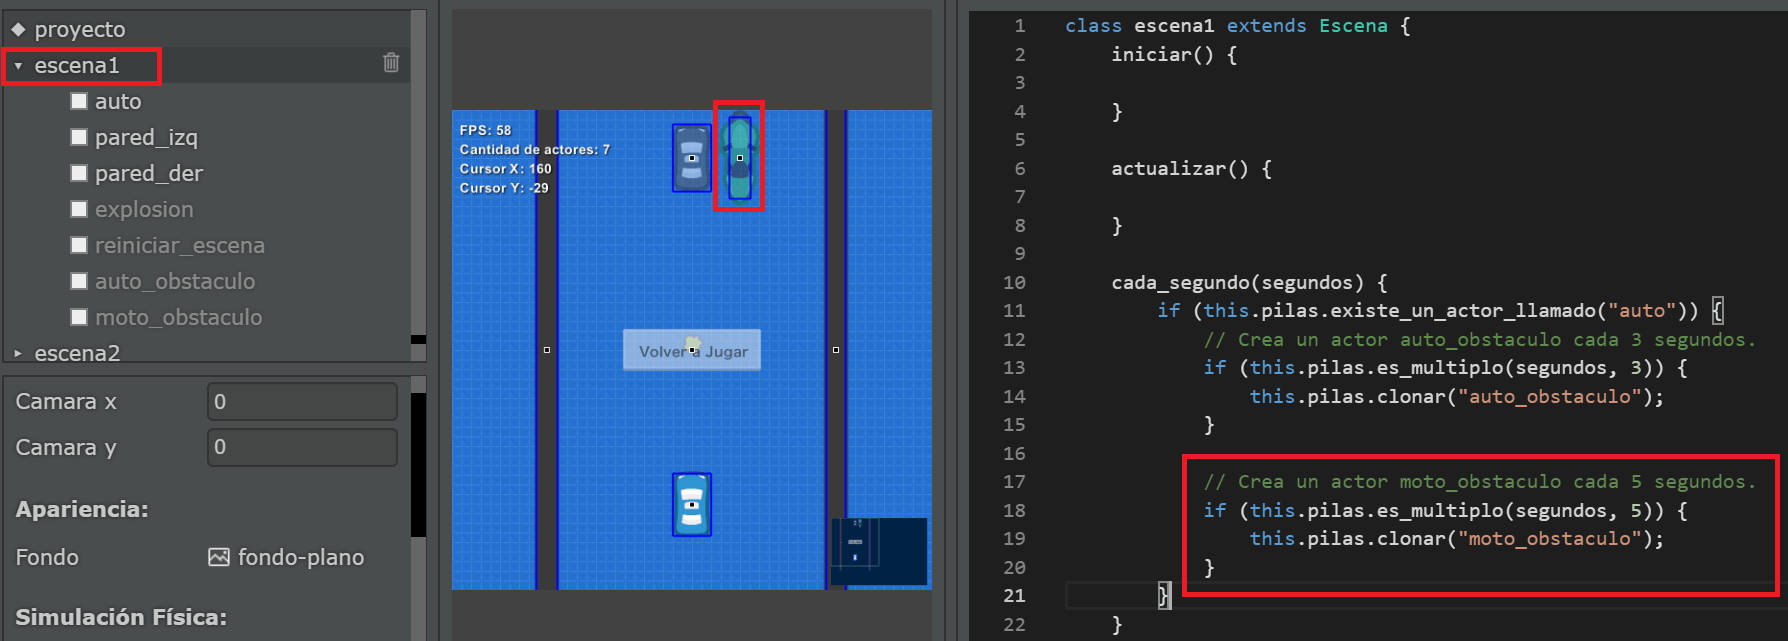 proyecto
escena1
auto
pared_izq
pared_der
explosion
reiniciar_escena
auto_obstaculo
moto_obstaculo
escena2
Camara x 0
Camara y 0
Apariencia:
Fondo fondo-plano
Simulación Física:
FPS: 58
Cantidad de actores: 7
Cursor X: 160
Cursor Y: -29
Volver a Jugar
1 class escena1 extends Escena {
2 iniciar() {
3
4 }
5
6 actualizar() {
7
8 }
9
10 cada_segundo(segundos) {
11 if (this.pilas.existe_un_actor_llamado("auto")) {
12 // Crea un actor auto_obstaculo cada 3 segundos.
13 if (this.pilas.es_multiplo(segundos, 3)) {
14 this.pilas.clonar("auto_obstaculo");
15 }
16
17 // Crea un actor moto_obstaculo cada 5 segundos.
18 if (this.pilas.es_multiplo(segundos, 5)) {
19 this.pilas.clonar("moto_obstaculo");
20 }
21 }
22 }